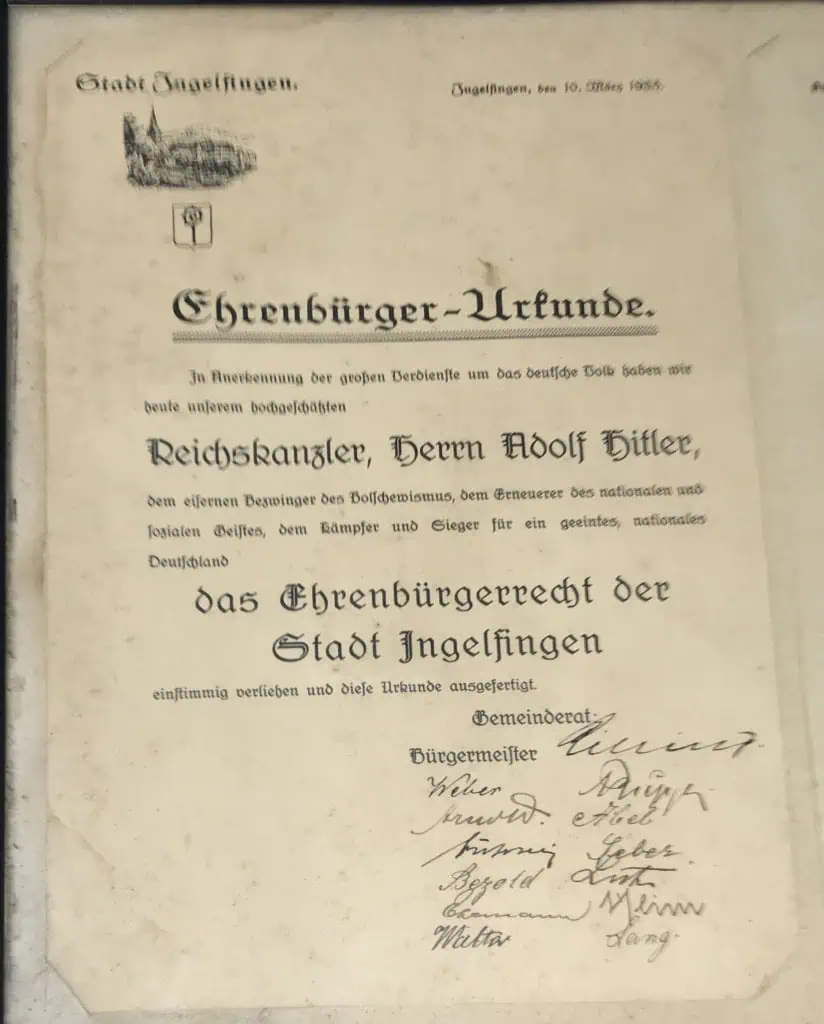 Stadt Ingelfingen.
Ingelfingen, den 10. März
Ehrenbürger-Urkunde.
In Anerkennung der großen Verdienste um das deutsche Volk haben wir
heute unserem hochgeschätzten
Reichskanzler, Herrn Adolf Hitler,
dem eisernen Bezwinger des Bolschewismus, dem Erneuerer des nationalen und
sozialen Geistes, dem Kämpfer und Sieger für ein geeintes, nationales
Deutschland
das Ehrenbürgerrecht der
Stadt Ingelfingen
einstimmig verliehen und diese Urkunde ausgefertigt.
Gemeinderat:
Bürgermeister
Weber
Arnold. Abel
Bezold
Walter Lang.